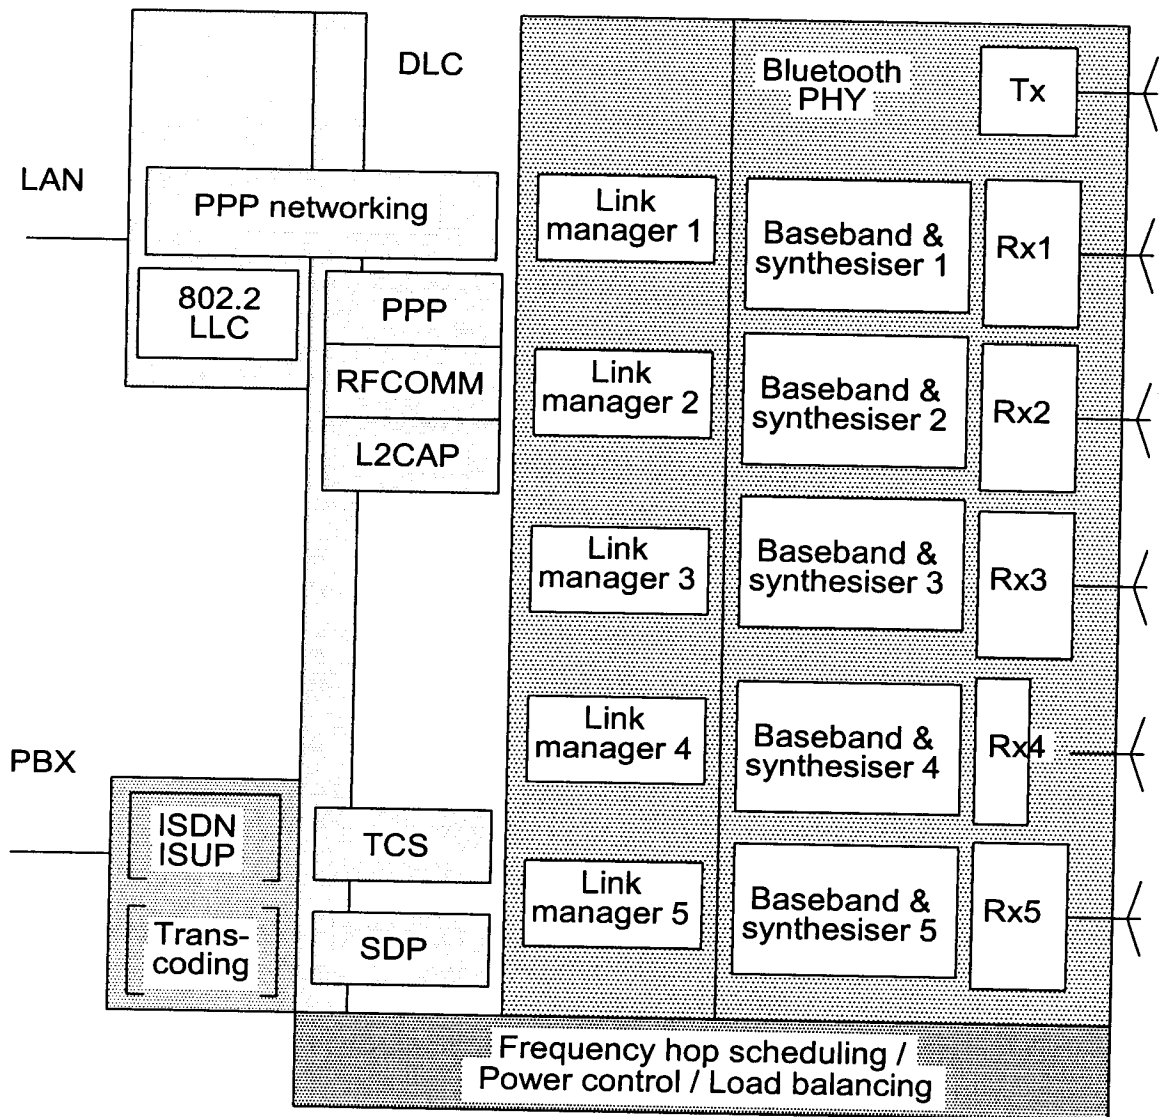 DLC
Bluetooth
PHY
Tx
LAN
PPP networking
Link
manager 1
Baseband &
synthesiser 1
Rx1
802.2
LLC
PPP
RFCOMM
L2CAP
Link
manager 2
Baseband &
synthesiser 2
Rx2
Link
manager 3
Baseband &
synthesiser 3
Rx3
Link
manager 4
Baseband &
synthesiser 4
Rx4
PBX
ISDN
ISUP
TCS
Link
manager 5
Baseband &
synthesiser 5
Rx5
Trans-
coding
SDP
Frequency hop scheduling /
Power control / Load balancing